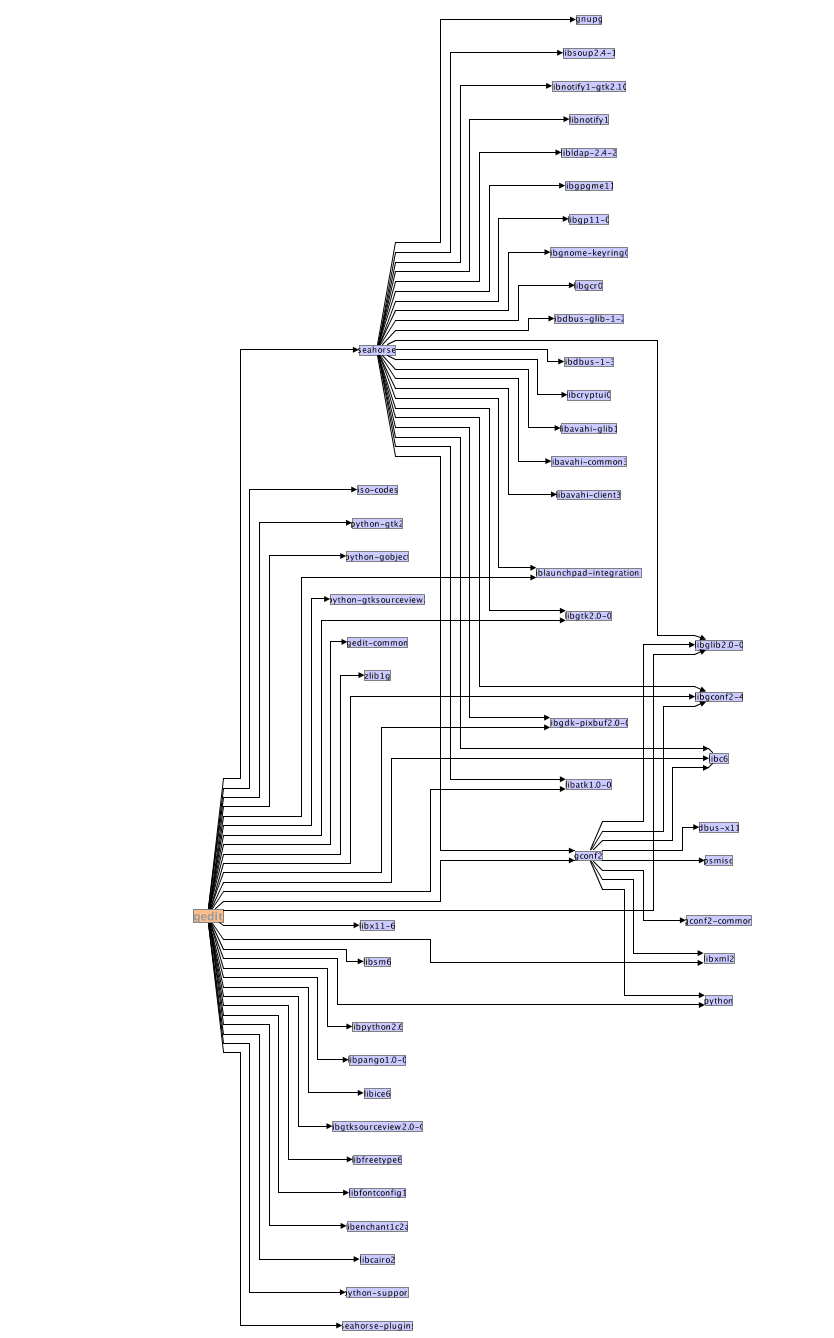 gnupg
libsoup2.4-1
libnotify1-gtk2.10
libnotify1
libldap-2.4-2
libgpgme11
libgp11-0
libgnome-keyring0
libgcr0
libdbus-glib-1-2
seahorse
libdbus-1-3
libcryptui0
libavahi-glib1
libavahi-common3
iso-codes
libavahi-client3
python-gtk2
python-gobject
liblaunchpad-integration
python-gtksourceview
libgtk2.0-0
gedit-common
libglib2.0-0
zlib1g
libgconf2-4
libgdk-pixbuf2.0-0
libc6
libatk1.0-0
dbus-x11
gconf2
psmisc
gedit
gconf2-common
libx11-6
libsm6
libxml2
python
libpython2.6
libpango1.0-0
libice6
libgtksourceview2.0-0
libfreetype6
libfontconfig1
libenchant1c2a
libcairo2
python-support
seahorse-plugins